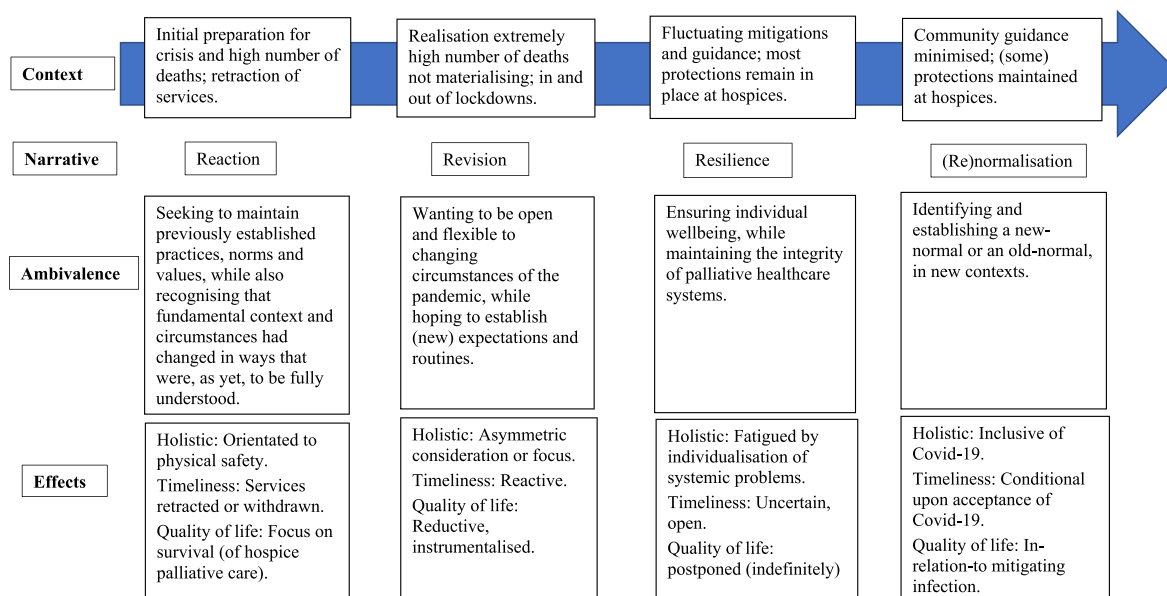 Context
Initial preparation for
crisis and high number of
deaths; retraction of
services.
Realisation extremely
high number of deaths
not materialising; in and
out of lockdowns.
Fluctuating mitigations
and guidance; most
protections remain in
place at hospices.
Community guidance
minimised; (some)
protections maintained
at hospices.
Narrative
Reaction
Revision
Resilience
(Re)normalisation
Ambivalence
Seeking to maintain
previously established
practices, norms and
values, while also
recognising that
fundamental context and
circumstances had
changed in ways that
were, as yet, to be fully
understood.
Wanting to be open
and flexible to
changing
circumstances of the
pandemic, while
hoping to establish
(new) expectations and
routines.
Ensuring individual
wellbeing, while
maintaining the integrity
of palliative healthcare
systems.
Identifying and
establishing a new-
normal or an old-normal,
in new contexts.
Effects
Holistic: Orientated to
physical safety.
Timeliness: Services
retracted or withdrawn.
Quality of life: Focus on
survival (of hospice
palliative care).
Holistic: Asymmetric
consideration or focus.
Timeliness: Reactive.
Quality of life:
Reductive,
instrumentalised.
Holistic: Fatigued by
individualisation of
systemic problems.
Timeliness: Uncertain,
open.
Quality of life:
postponed (indefinitely)
Holistic: Inclusive of
Covid-19.
Timeliness: Conditional
upon acceptance of
Covid-19.
Quality of life: In-
relation-to mitigating
infection.